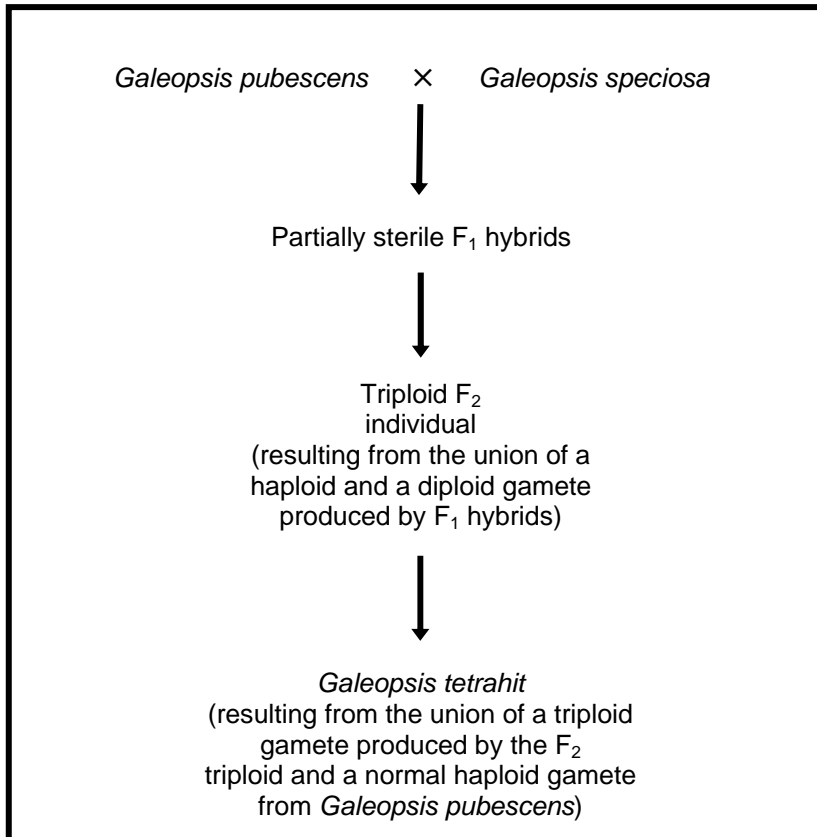 Galeopsis pubescens × Galeopsis speciosa
Partially sterile F₁ hybrids
Triploid F₂
individual
(resulting from the union of a
haploid and a diploid gamete
produced by F₁ hybrids)
Galeopsis tetrahit
(resulting from the union of a triploid
gamete produced by the F₂
triploid and a normal haploid gamete
from Galeopsis pubescens)